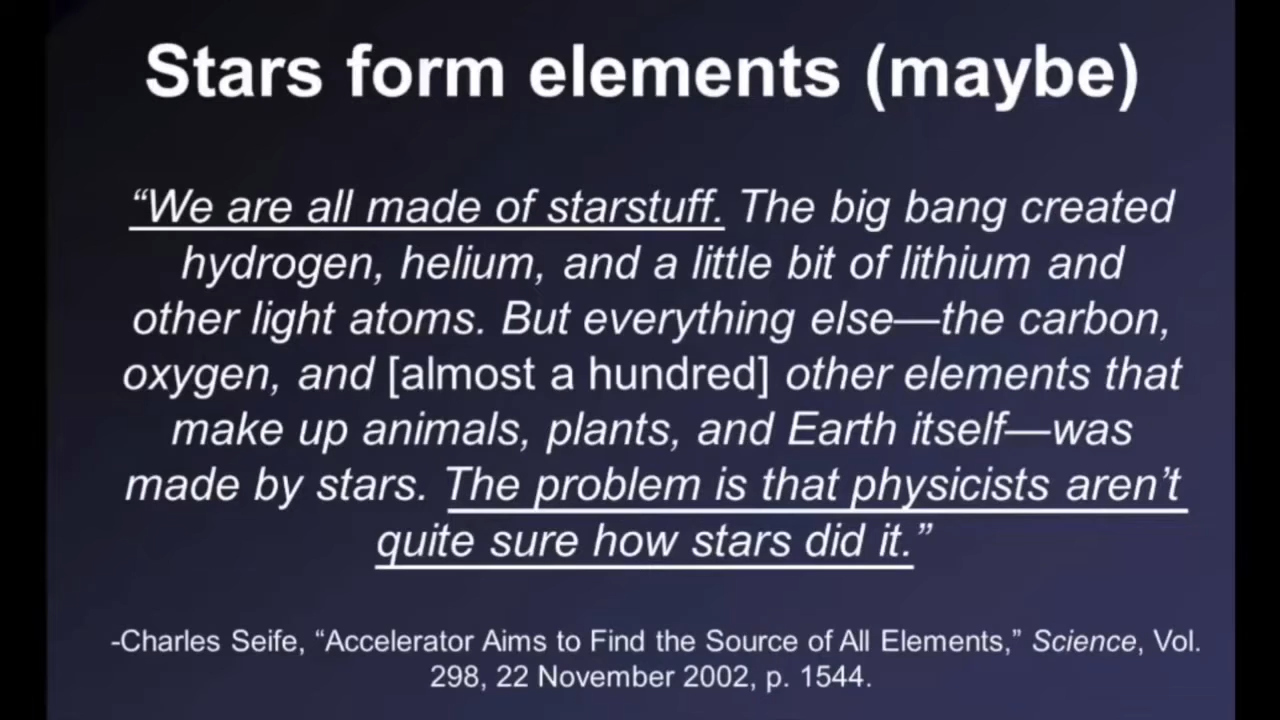 Stars form elements (maybe)
“We are all made of starstuff. The big bang created
hydrogen, helium, and a little bit of lithium and
other light atoms. But everything else—the carbon,
oxygen, and [almost a hundred] other elements that
make up animals, plants, and Earth itself—was
made by stars. The problem is that physicists aren’t
quite sure how stars did it.”
-Charles Seife, “Accelerator Aims to Find the Source of All Elements,” Science, Vol.
298, 22 November 2002, p. 1544.